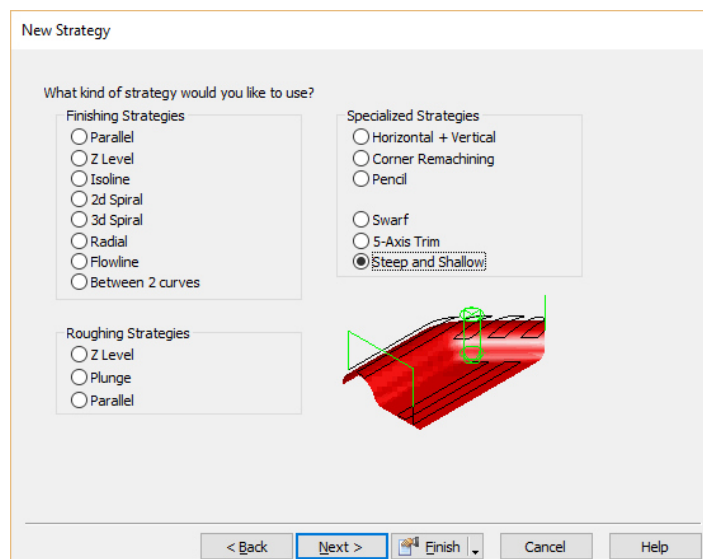 New Strategy
What kind of strategy would you like to use?
Finishing Strategies
Parallel
Z Level
Isoline
2d Spiral
3d Spiral
Radial
Flowline
Between 2 curves
Specialized Strategies
Horizontal + Vertical
Corner Remachining
Pencil
Swarf
5-Axis Trim
Steep and Shallow
Roughing Strategies
Z Level
Plunge
Parallel
< Back
Next >
Finish
Cancel
Help